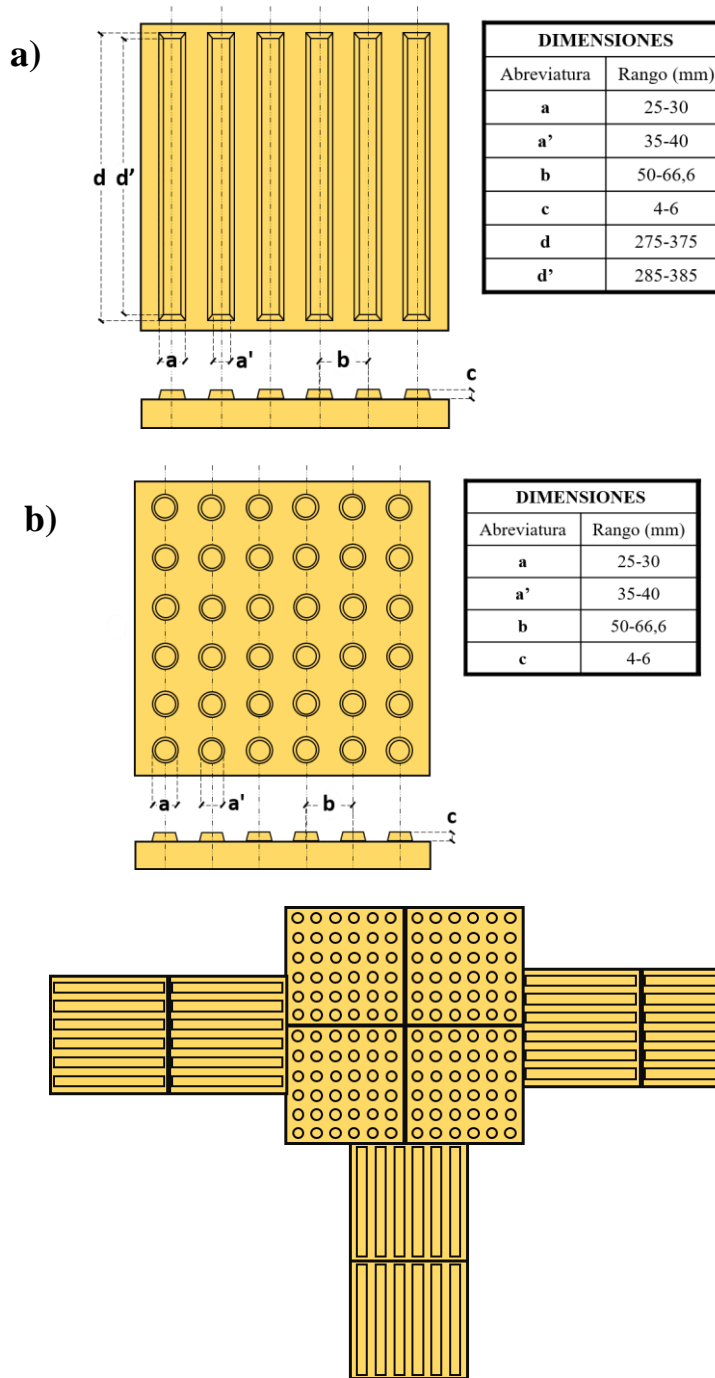 a)
d d'
a a' b c
DIMENSIONES
Abreviatura Rango (mm)
a 25-30
a’ 35-40
b 50-66,6
c 4-6
d 275-375
d’ 285-385
b)
a a' b c
DIMENSIONES
Abreviatura Rango (mm)
a 25-30
a’ 35-40
b 50-66,6
c 4-6